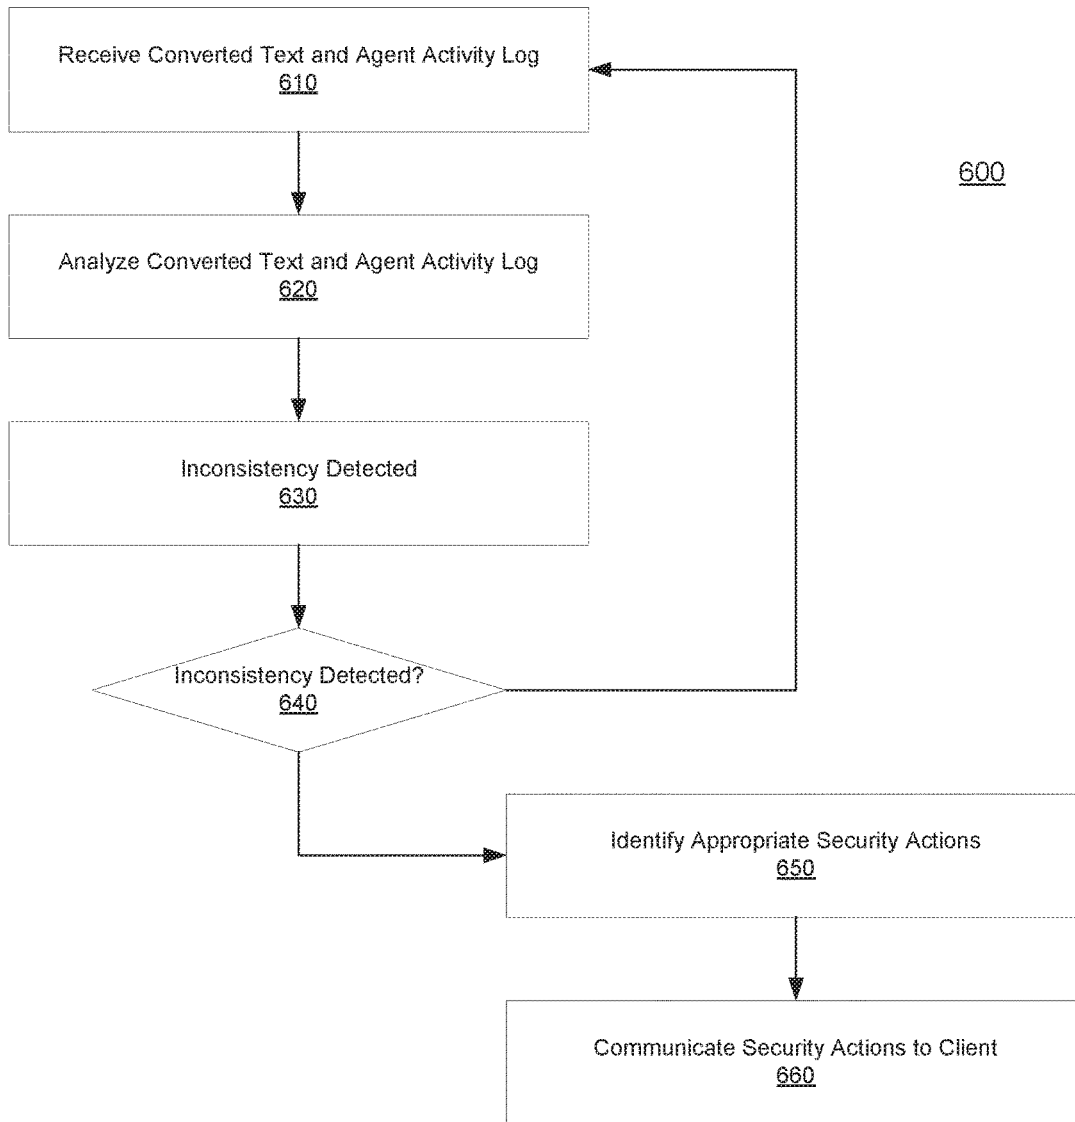 Receive Converted Text and Agent Activity Log
610
600
Analyze Converted Text and Agent Activity Log
620
Inconsistency Detected
630
Inconsistency Detected?
640
Identify Appropriate Security Actions
650
Communicate Security Actions to Client
660